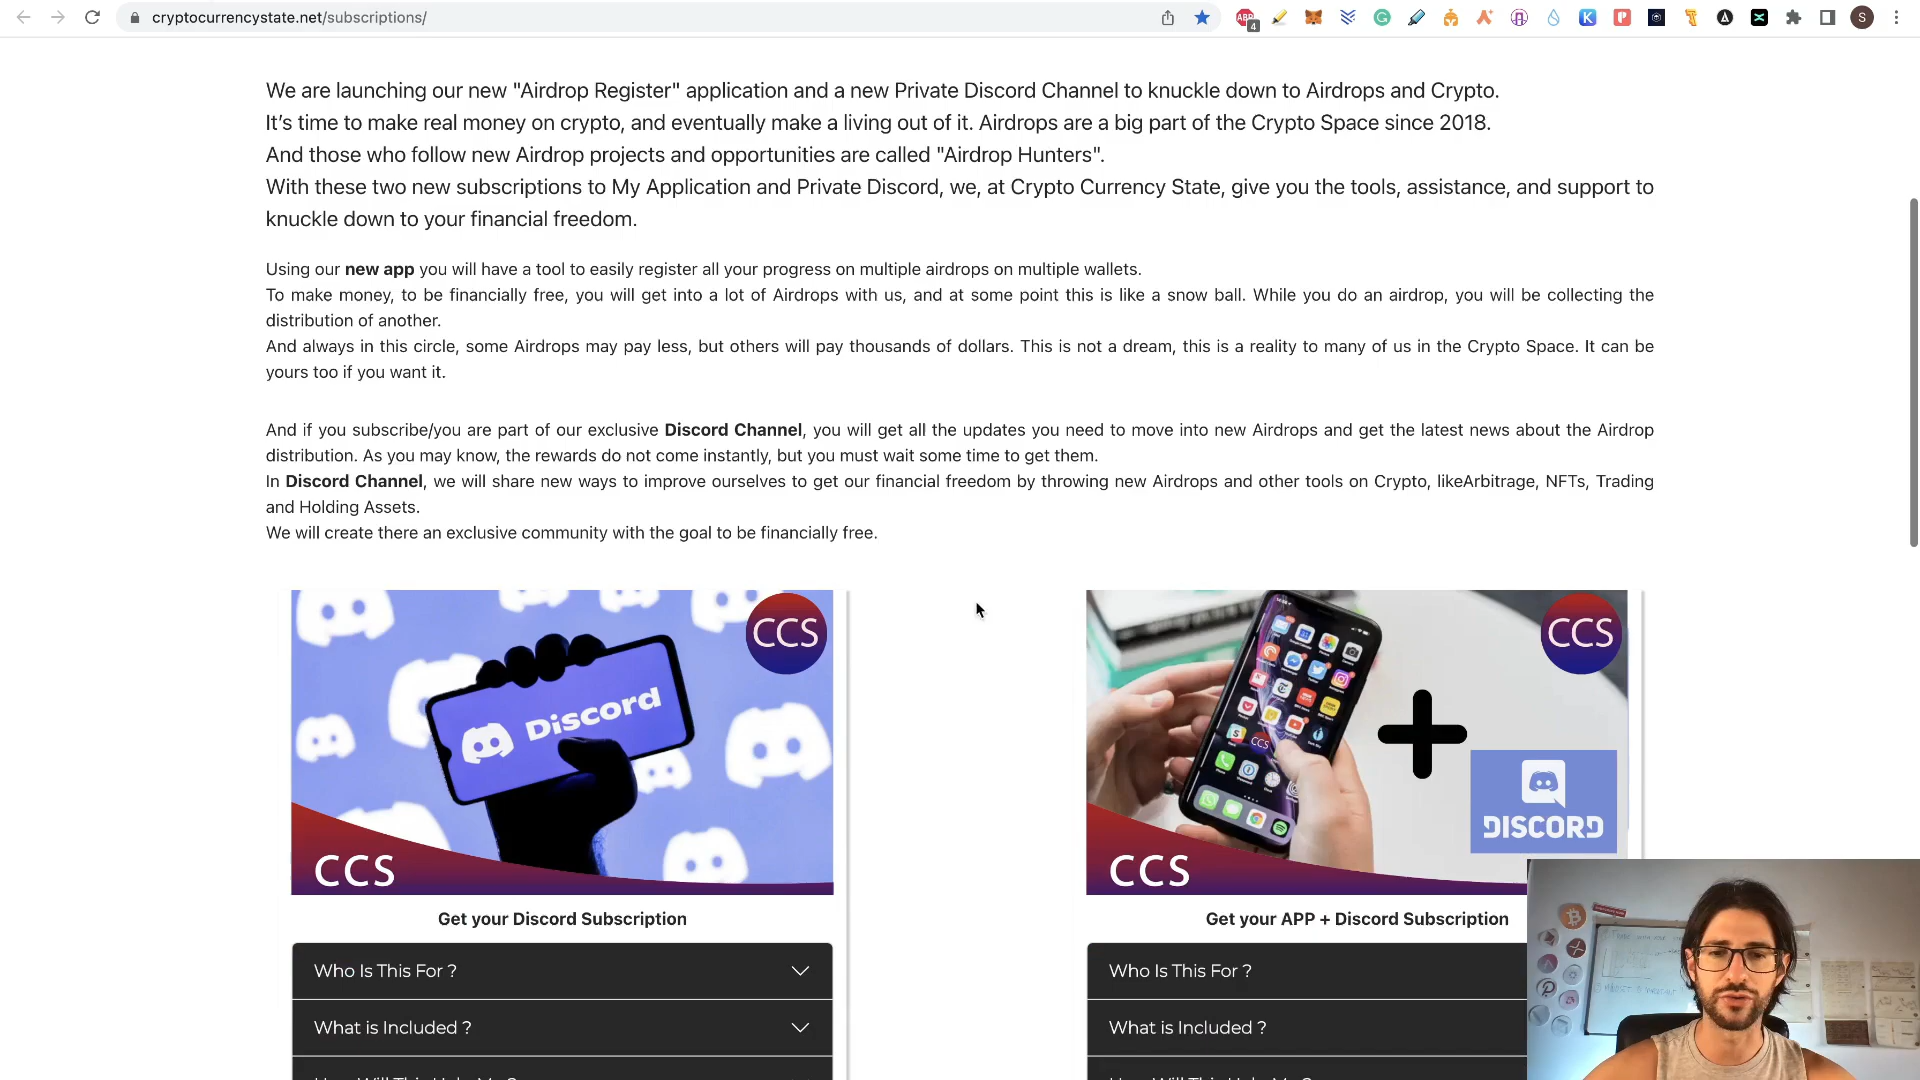 cryptocurrencystate.net/subscriptions/
4
S
We are launching our new "Airdrop Register" application and a new Private Discord Channel to knuckle down to Airdrops and Crypto.
It's time to make real money on crypto, and eventually make a living out of it. Airdrops are a big part of the Crypto Space since 2018.
And those who follow new Airdrop projects and opportunities are called "Airdrop Hunters".
With these two new subscriptions to My Application and Private Discord, we, at Crypto Currency State, give you the tools, assistance, and support to
knuckle down to your financial freedom.
Using our new app you will have a tool to easily register all your progress on multiple airdrops on multiple wallets.
To make money, to be financially free, you will get into a lot of Airdrops with us, and at some point this is like a snow ball. While you do an airdrop, you will be collecting the
distribution of another.
And always in this circle, some Airdrops may pay less, but others will pay thousands of dollars. This is not a dream, this is a reality to many of us in the Crypto Space. It can be
yours too if you want it.
And if you subscribe/you are part of our exclusive Discord Channel, you will get all the updates you need to move into new Airdrops and get the latest news about the Airdrop
distribution. As you may know, the rewards do not come instantly, but you must wait some time to get them.
In Discord Channel, we will share new ways to improve ourselves to get our financial freedom by throwing new Airdrops and other tools on Crypto, likeArbitrage, NFTs, Trading
and Holding Assets.
We will create there an exclusive community with the goal to be financially free.
CCS
Discord
CCS
CCS
CCS
DISCORD
CCS
Get your Discord Subscription
Get your APP + Discord Subscription
Who Is This For ?
Who Is This For ?
What is Included ?
What is Included ?